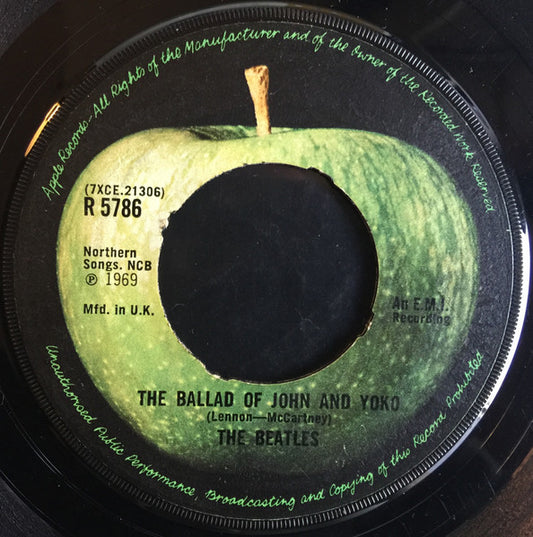 Apple Records - All Rights of the Manufacturer and of the Owner of the Recorded Work Reserved
(7XCE.21306)
R 5786
Northern
Songs. NCB
Ⓟ 1969
Mfd. in U.K.
An E.M.I.
Recording
THE BALLAD OF JOHN AND YOKO
(Lennon—McCartney)
THE BEATLES
Unauthorised Public Performance, Broadcasting and Copying of this Record Prohibited